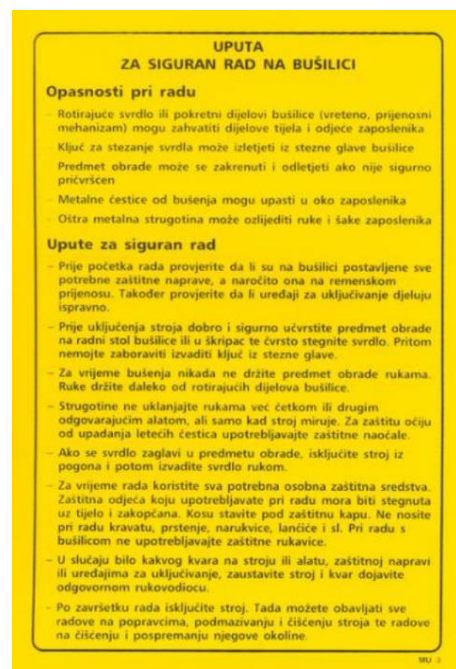 UPUTA
ZA SIGURAN RAD NA BUŠILICI
Opasnosti pri radu
- Rotirajuće svrdlo ili pokretni dijelovi bušilice (vreteno, prijenosni
mehanizam) mogu zahvatiti dijelove tijela i odjeće zaposlenika
- Ključ za stezanje svrdla može izletjeti iz stezne glave bušilice
Predmet obrade može se zakrenuti i odletjeti ako nije sigurno
pričvršćen
- Metalne čestice od bušenja mogu upasti u oko zaposlenika
- Oštra metalna strugotina može ozlijediti ruke i šake zaposlenika
Upute za siguran rad
– Prije početka rada provjerite da li su na bušilici postavljene sve
potrebne zaštitne naprave, a naročito ona na remenskom
prijenosu. Također provjerite da li uređaji za uključivanje djeluju
ispravno.
– Prije uključenja stroja dobro i sigurno učvrstite predmet obrade
na radni stol bušilice ili u škripac te čvrsto stegnite svrdlo. Pritom
nemojte zaboraviti izvaditi ključ iz stezne glave.
– Za vrijeme bušenja nikada ne držite predmet obrade rukama.
Ruke držite daleko od rotirajućih dijelova bušilice.
– Strugotine ne uklanjajte rukama već četkom ili drugim
odgovarajućim alatom, ali samo kad stroj miruje. Za zaštitu očiju
od upadanja letećih čestica upotrebljavajte zaštitne naočale.
– Ako se svrdlo zaglavi u predmetu obrade, isključite stroj iz
pogona i potom izvadite svrdlo rukom.
– Za vrijeme rada koristite sva potrebna osobna zaštitna sredstva.
Zaštitna odjeća koju upotrebljavate pri radu mora biti stegnuta
uz tijelo i zakopčana. Kosu stavite pod zaštitnu kapu. Ne nosite
pri radu kravatu, prstenje, narukvice, lančiće i sl. Pri radu s
bušilicom ne upotrebljavajte zaštitne rukavice.
– U slučaju bilo kakvog kvara na stroju ili alatu, zaštitnoj napravi
ili uređajima za uključivanje, zaustavite stroj i kvar dojavite
odgovornom rukovodiocu.
- Po završetku rada isključite stroj. Tada možete obavljati sve
radove na popravcima, podmazivanju i čišćenju stroja te radove
na čišćenju i pospremanju njegove okoline.
MU 3